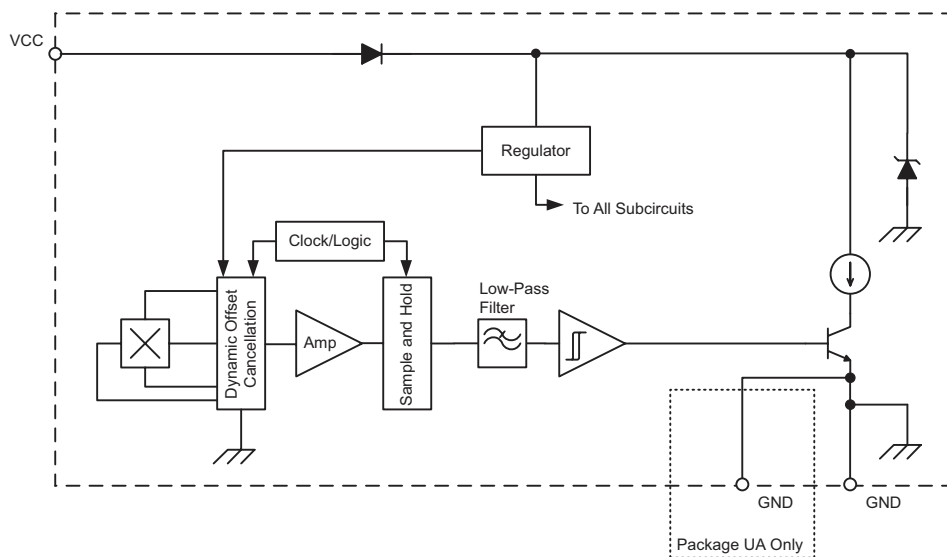 VCC
Regulator
To All Subcircuits
Clock/Logic
Dynamic Offset
Cancellation
Amp
Sample and Hold
Low-Pass
Filter
GND
GND
Package UA Only